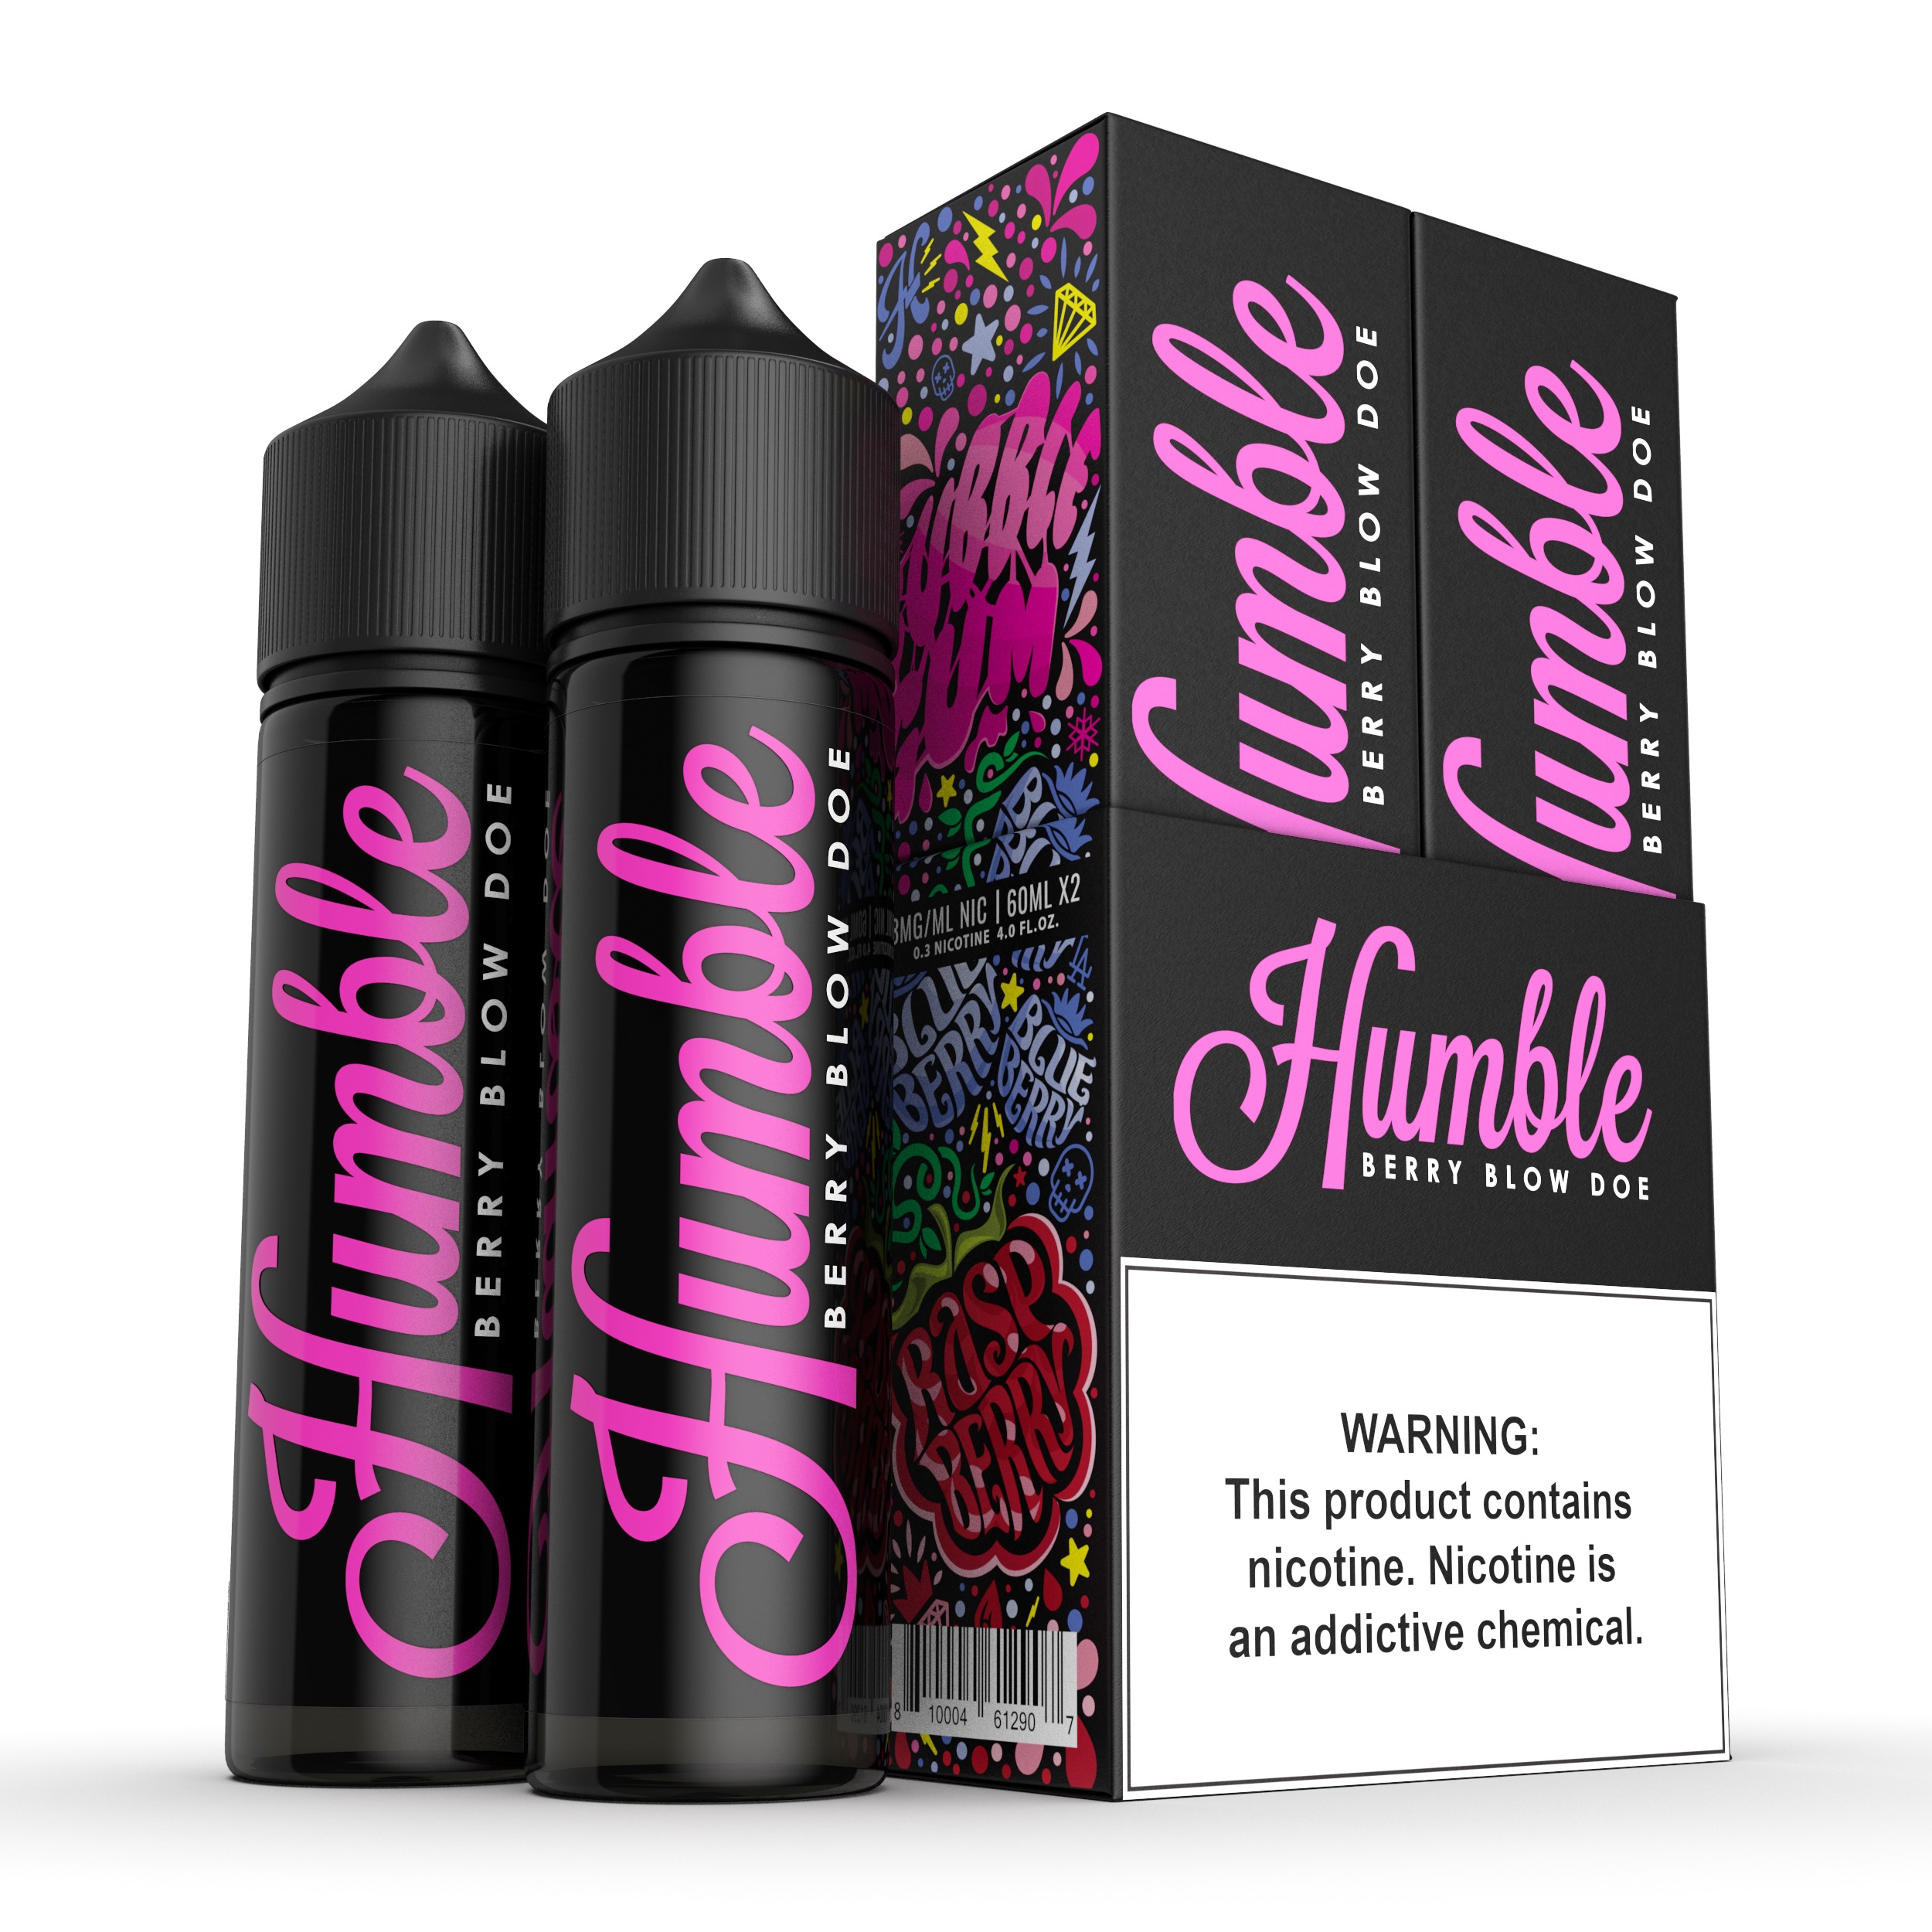 Humble
BERRY BLOW DOE
Humble
BERRY BLOW DOE
BUBBLE
GUM
3MG/ML NIC | 60ML X2
0.3 NICOTINE 4.0 FL.OZ.
BLUE
BERRY
BLUE
BERRY
RASP
BERRY
8 10004 61290 7
Humble
BERRY BLOW DOE
Humble
BERRY BLOW DOE
Humble
BERRY BLOW DOE
WARNING:
This product contains
nicotine. Nicotine is
an addictive chemical.